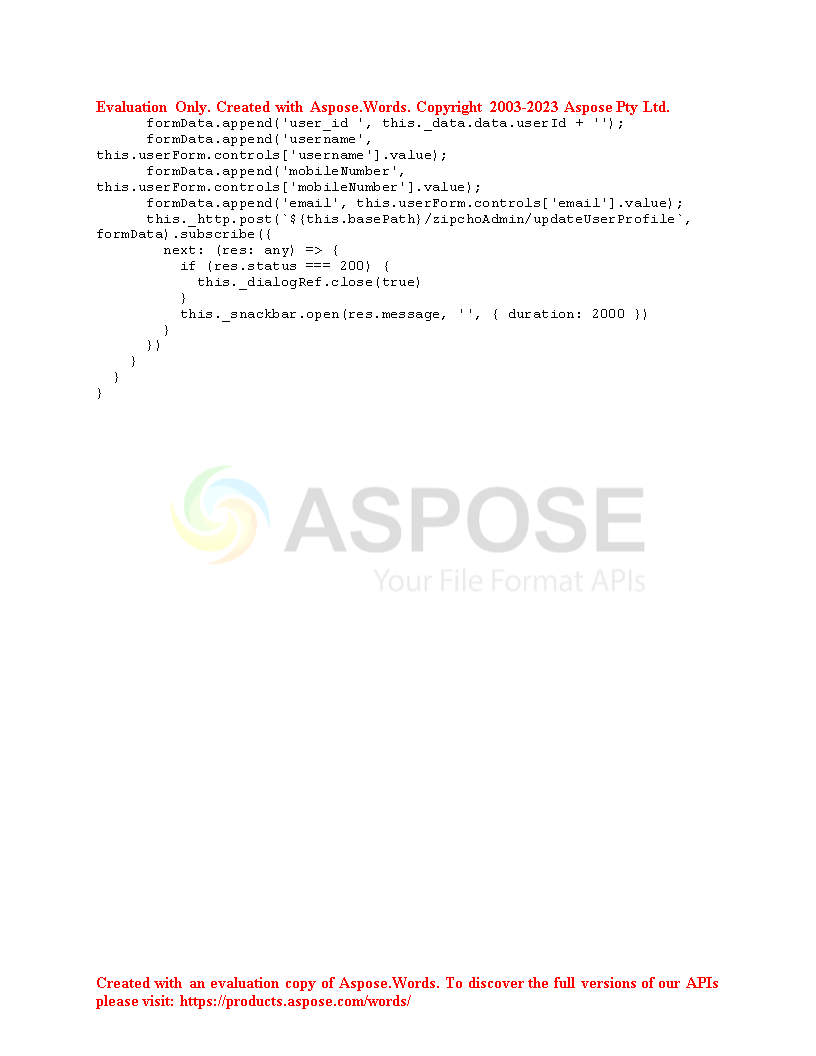 Evaluation Only. Created with Aspose.Words. Copyright 2003-2023 Aspose Pty Ltd.
formData.append('user_id ', this._data.data.userId + '');
formData.append('username',
this.userForm.controls['username'].value);
formData.append('mobileNumber',
this.userForm.controls['mobileNumber'].value);
formData.append('email', this.userForm.controls['email'].value);
this._http.post(`${this.basePath}/zipchoAdmin/updateUserProfile`,
formData).subscribe({
next: (res: any) => {
if (res.status === 200) {
this._dialogRef.close(true)
}
this._snackbar.open(res.message, '', { duration: 2000 })
}
})
}
}
}
ASPOSE
Your File Format APIs
Created with an evaluation copy of Aspose.Words. To discover the full versions of our APIs
please visit: https://products.aspose.com/words/